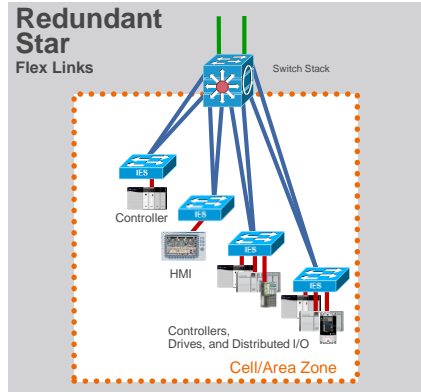 Redundant
Star
Flex Links
Switch Stack
IES
Controller
IES
HMI
IES
IES
Controllers,
Drives, and Distributed I/O
Cell/Area Zone